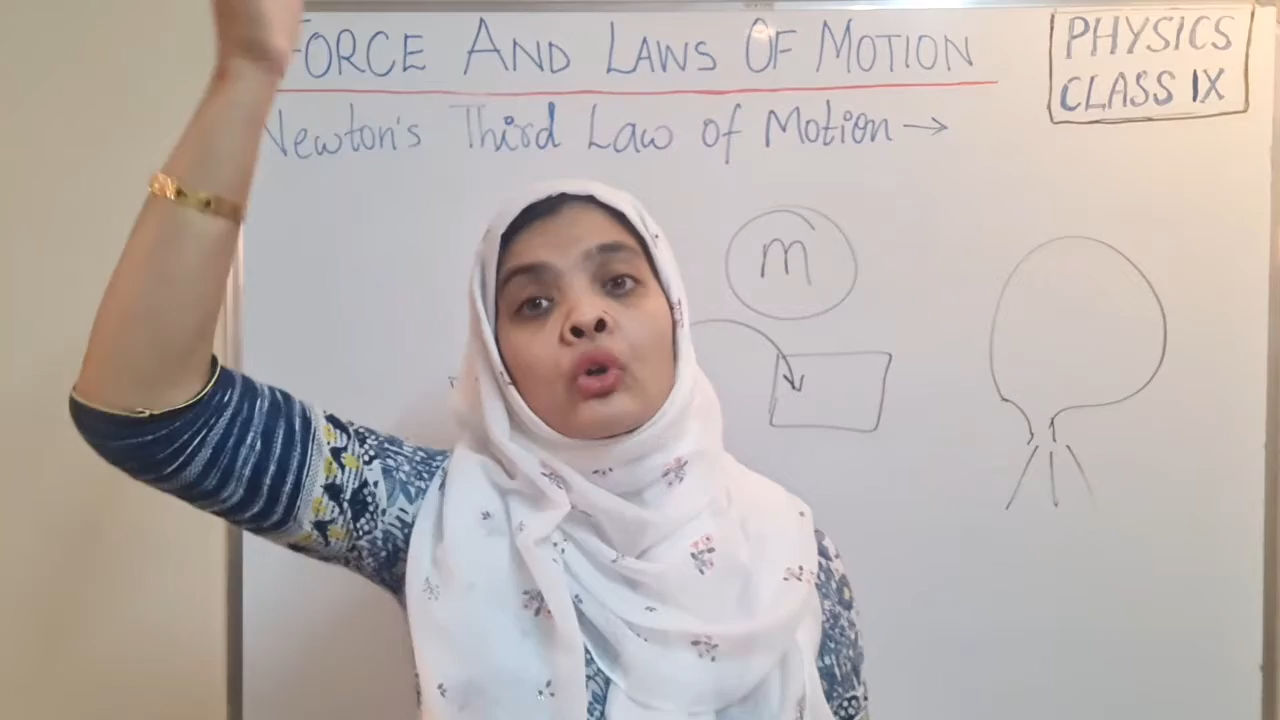 FORCE AND LAWS OF MOTION
PHYSICS
CLASS IX
Newton's Third Law of Motion →
m